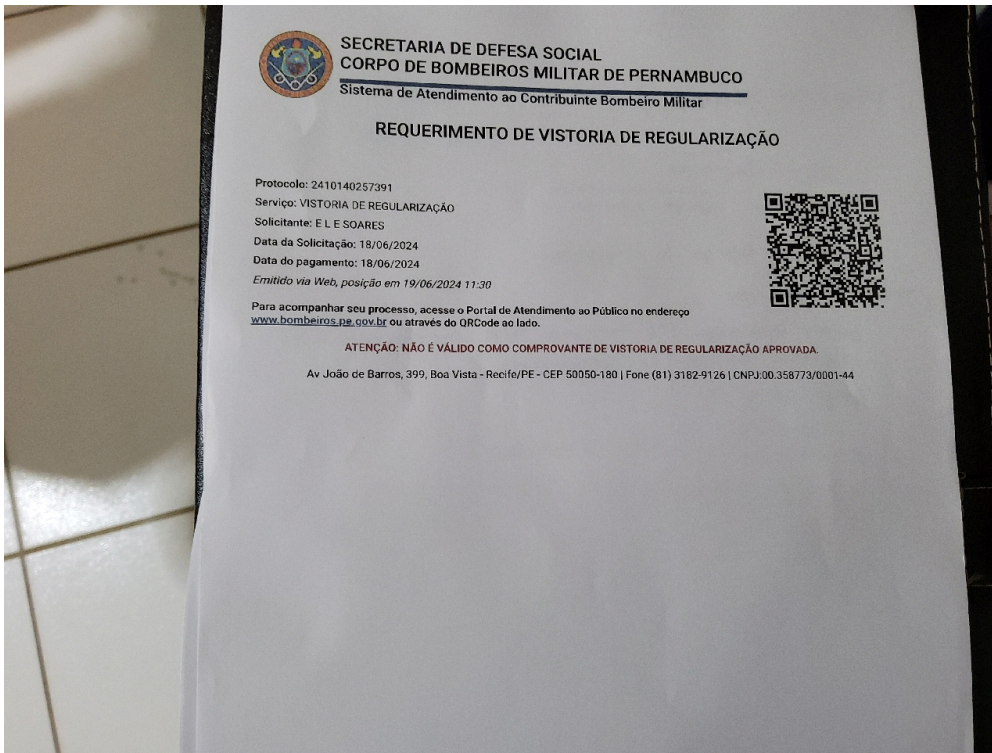 SECRETARIA DE DEFESA SOCIAL
CORPO DE BOMBEIROS MILITAR DE PERNAMBUCO
Sistema de Atendimento ao Contribuinte Bombeiro Militar
REQUERIMENTO DE VISTORIA DE REGULARIZAÇÃO
Protocolo: 2410140257391
Serviço: VISTORIA DE REGULARIZAÇÃO
Solicitante: E L E SOARES
Data da Solicitação: 18/06/2024
Data do pagamento: 18/06/2024
Emitido via Web, posição em 19/06/2024 11:30
Para acompanhar seu processo, acesse o Portal de Atendimento ao Público no endereço
www.bombeiros.pe.gov.br ou através do QRCode ao lado.
ATENÇÃO: NÃO É VÁLIDO COMO COMPROVANTE DE VISTORIA DE REGULARIZAÇÃO APROVADA.
Av João de Barros, 399, Boa Vista - Recife/PE - CEP 50050-180 | Fone (81) 3182-9126 | CNPJ:00.358773/0001-44